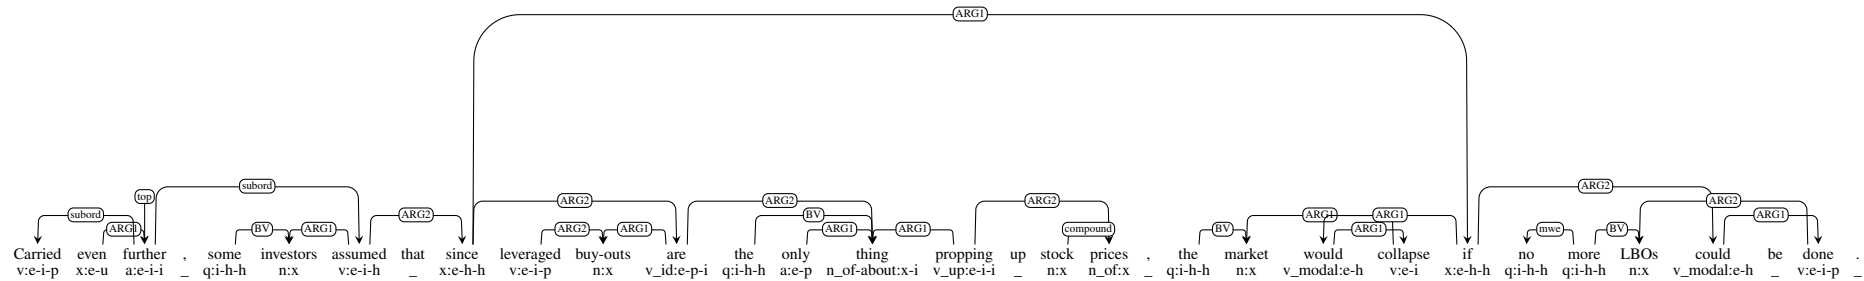 ARG1
subord
top
ARG2 ARG2 ARG2 ARG2
ARG2
subord ARG2 BV ARG1 ARG1 ARG1
ARG1 BV ARG1 ARG2 ARG1 ARG1 ARG1 compound BV ARG1 mwe BV
Carried even further , some investors assumed that since leveraged buy-outs are the only thing propping up stock prices , the market would collapse if no more LBOs could be done .
v:e-i-p x:e-u a:e-i-i _ q:i-h-h n:x v:e-i-h _ x:e-h-h v:e-i-p n:x v_id:e-p-i q:i-h-h a:e-p n_of-about:x-i v_up:e-i-i _ n:x n_of:x _ q:i-h-h n:x v_modal:e-h v:e-i x:e-h-h q:i-h-h q:i-h-h n:x v_modal:e-h _ v:e-i-p _